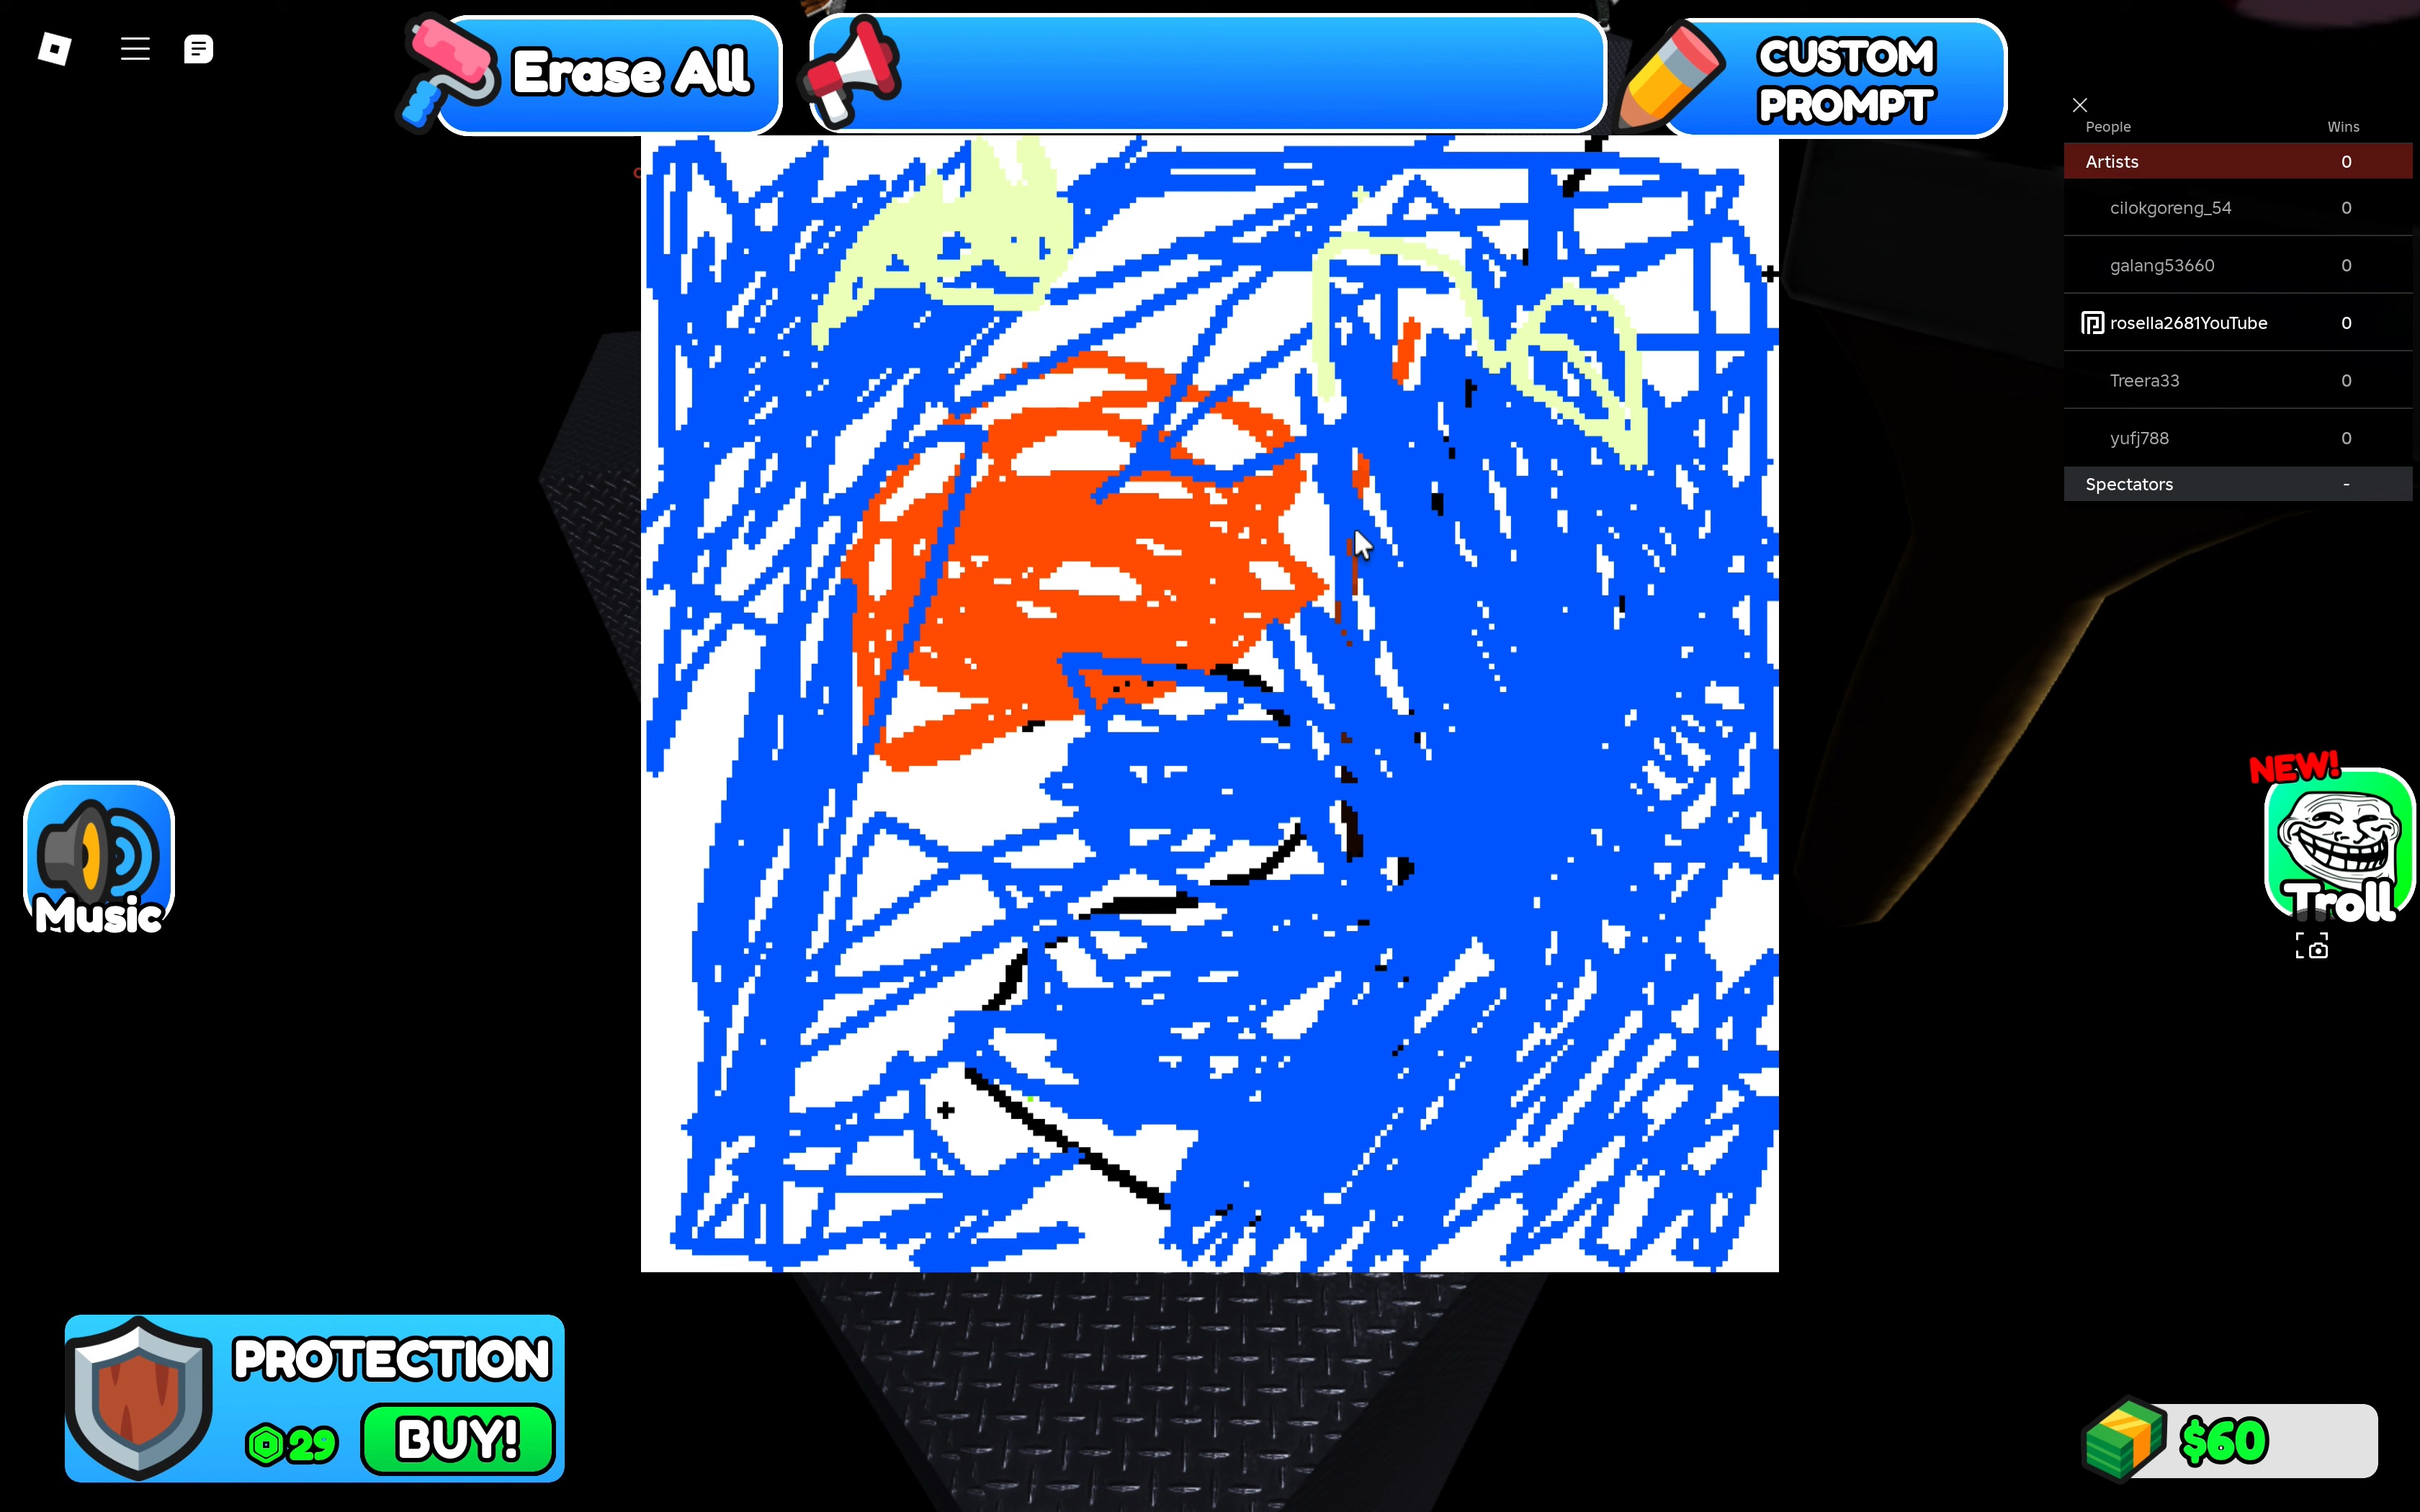 Erase All
CUSTOM
PROMPT
People Wins
Artists 0
cilokgoreng_54 0
galang53660 0
rosella2681YouTube 0
Treera33 0
yufj788 0
Spectators -
NEW!
Music
Troll
PROTECTION
29 BUY!
$60